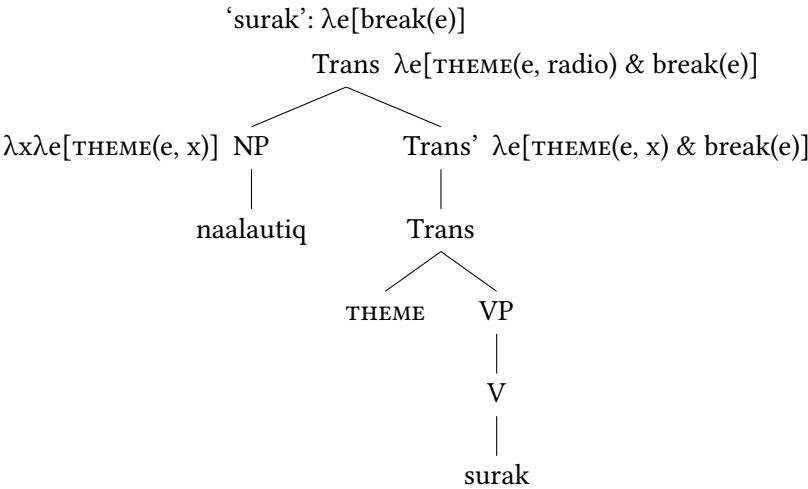 ‘surak’: λe[break(e)]
Trans λe[THEME(e, radio) & break(e)]
λxλe[THEME(e, x)] NP Trans’ λe[THEME(e, x) & break(e)]
naalautiq Trans
THEME VP
V
surak